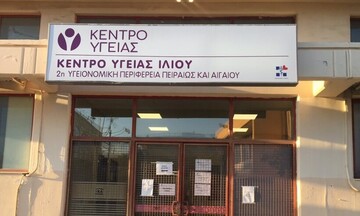 ΚΕΝΤΡΟ
ΥΓΕΙΑΣ
ΚΕΝΤΡΟ ΥΓΕΙΑΣ ΙΛΙΟΥ
2η ΥΓΕΙΟΝΟΜΙΚΗ ΠΕΡΙΦΕΡΕΙΑ ΠΕΙΡΑΙΩΣ ΚΑΙ ΑΙΓΑΙΟΥ